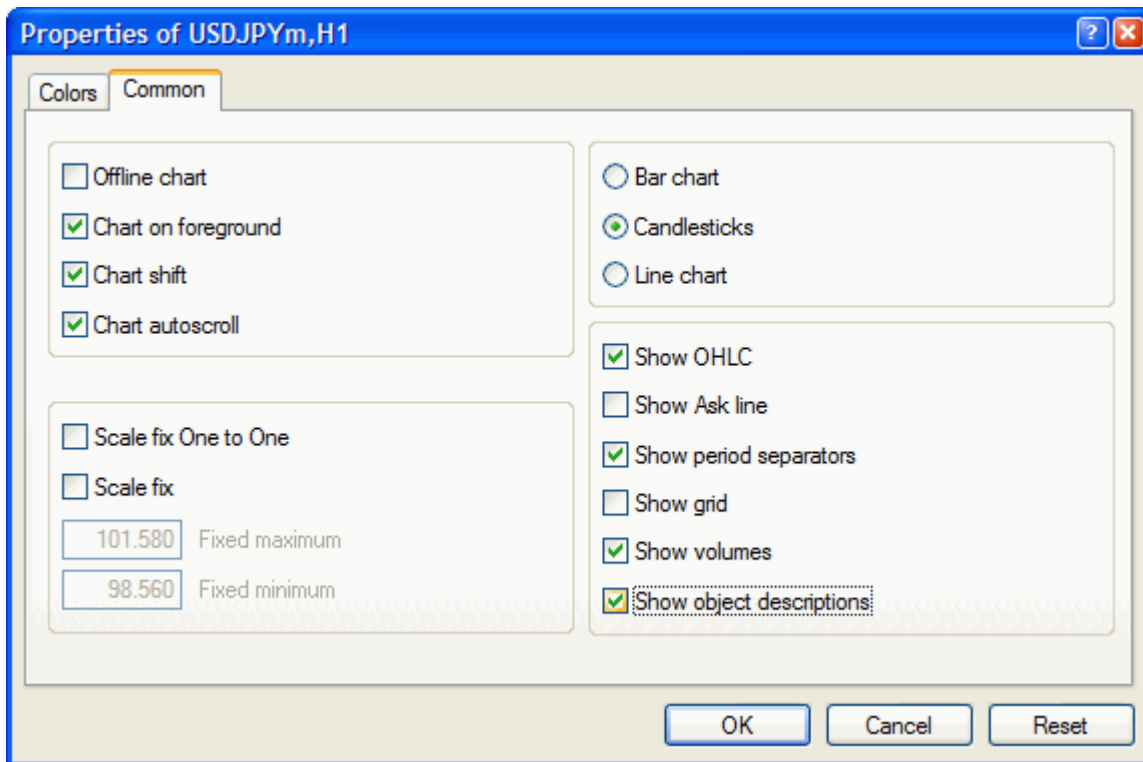 Properties of USDJPYm,H1
Colors
Common
Offline chart
Chart on foreground
Chart shift
Chart autoscroll
Scale fix One to One
Scale fix
101.580 Fixed maximum
98.560 Fixed minimum
Bar chart
Candlesticks
Line chart
Show OHLC
Show Ask line
Show period separators
Show grid
Show volumes
Show object descriptions
OK
Cancel
Reset